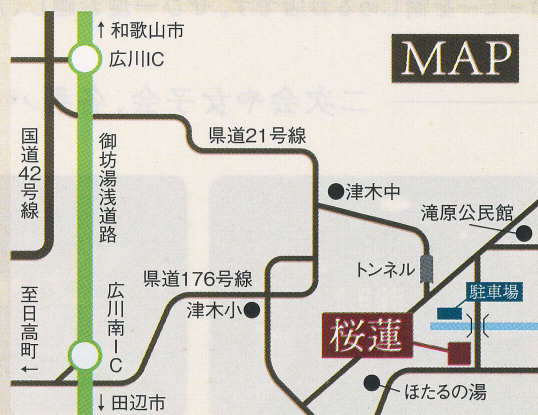 ↑和歌山市
広川IC
MAP
国道42号線
御坊湯浅道路
県道21号線
津木中
滝原公民館
トンネル
県道176号線
津木小
駐車場
至日高町←
広川南IC
桜蓮
ほたるの湯
↓田辺市